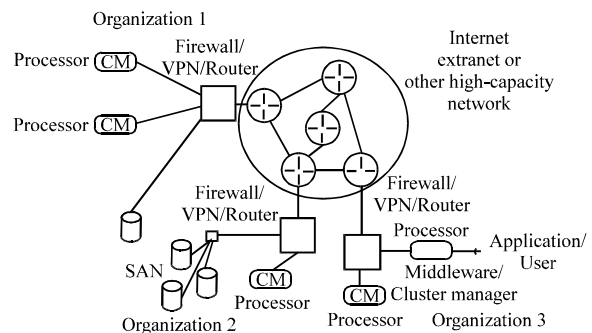 Organization 1
Firewall/
VPN/Router
Processor CM
Processor CM
Internet
extranet or
other high-capacity
network
Firewall/
VPN/Router
SAN
CM
Processor
Organization 2
Firewall/
VPN/Router
Processor
Application/
User
Middleware/
Cluster manager
CM
Processor
Organization 3